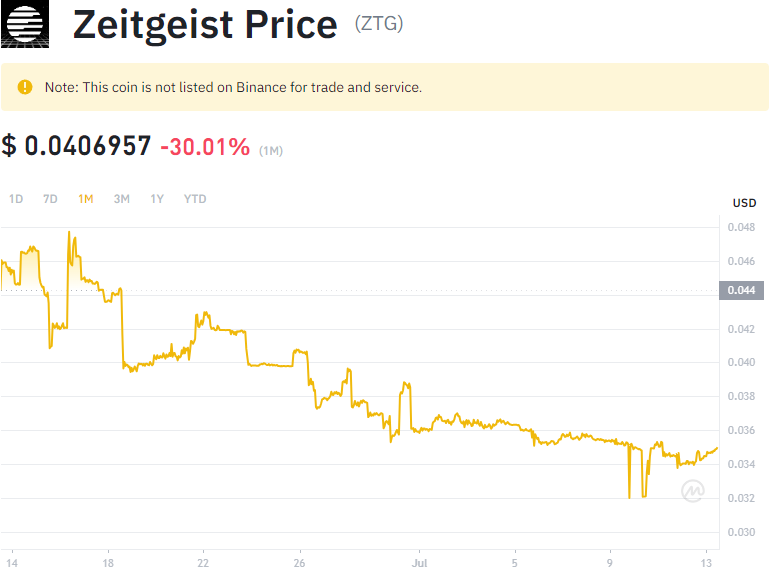 Zeitgeist Price (ZTG)
Note: This coin is not listed on Binance for trade and service.
$ 0.0406957 -30.01% (1M)
1D 7D 1M 3M 1Y YTD
USD
0.048
0.046
0.044
0.042
0.040
0.038
0.036
0.034
0.032
0.030
14 18 22 26 Jul 5 9 13